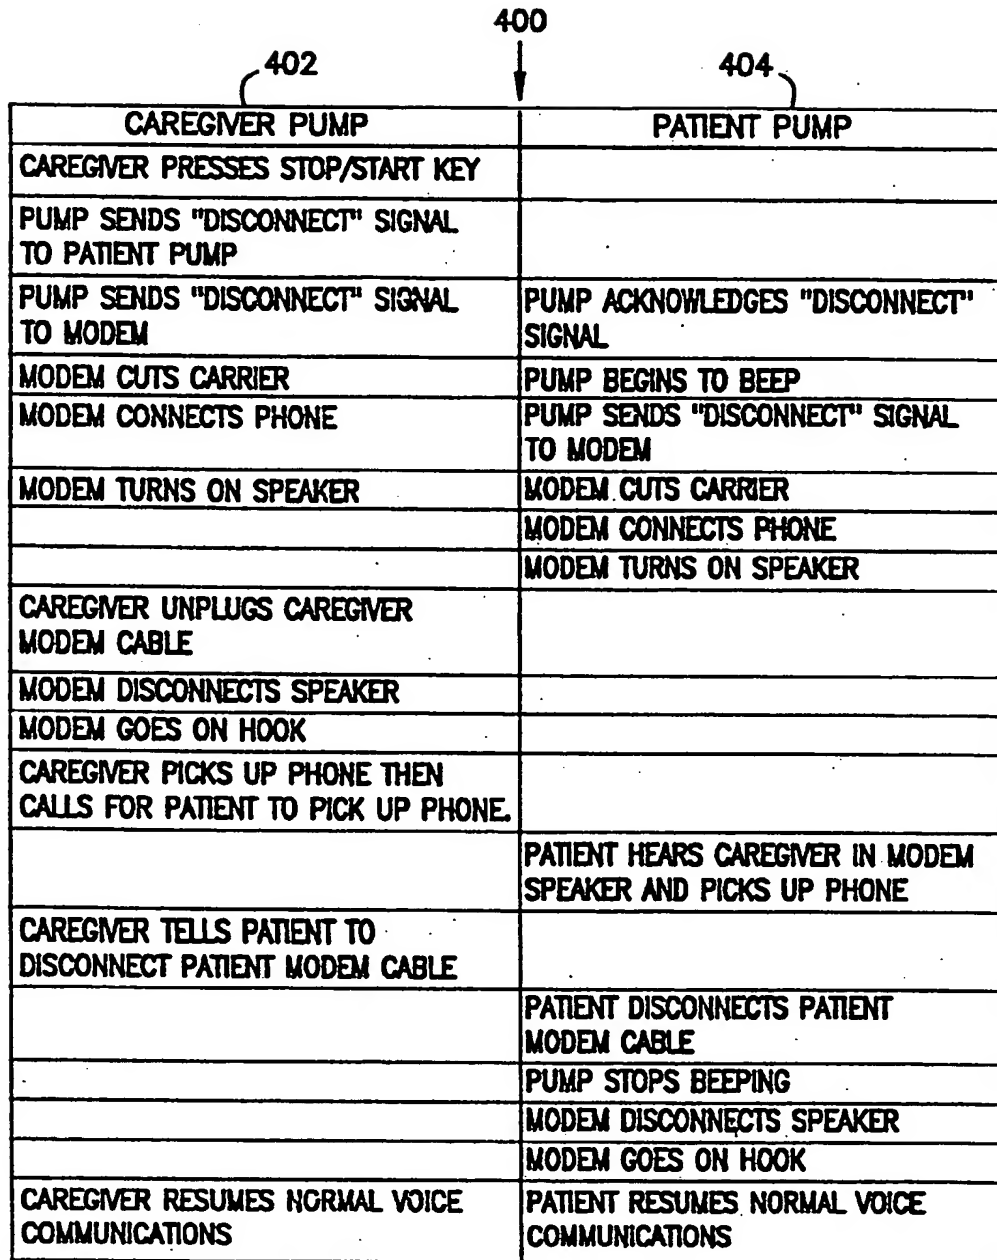 400
402 404
CAREGIVER PUMP PATIENT PUMP
CAREGIVER PRESSES STOP/START KEY
PUMP SENDS "DISCONNECT" SIGNAL
TO PATIENT PUMP
PUMP SENDS "DISCONNECT" SIGNAL
TO MODEM
PUMP ACKNOWLEDGES "DISCONNECT"
SIGNAL
MODEM CUTS CARRIER
PUMP BEGINS TO BEEP
MODEM CONNECTS PHONE
PUMP SENDS "DISCONNECT" SIGNAL
TO MODEM
MODEM TURNS ON SPEAKER
MODEM CUTS CARRIER
MODEM CONNECTS PHONE
MODEM TURNS ON SPEAKER
CAREGIVER UNPLUGS CAREGIVER
MODEM CABLE
MODEM DISCONNECTS SPEAKER
MODEM GOES ON HOOK
CAREGIVER PICKS UP PHONE THEN
CALLS FOR PATIENT TO PICK UP PHONE.
PATIENT HEARS CAREGIVER IN MODEM
SPEAKER AND PICKS UP PHONE
CAREGIVER TELLS PATIENT TO
DISCONNECT PATIENT MODEM CABLE
PATIENT DISCONNECTS PATIENT
MODEM CABLE
PUMP STOPS BEEPING
MODEM DISCONNECTS SPEAKER
MODEM GOES ON HOOK
CAREGIVER RESUMES NORMAL VOICE
COMMUNICATIONS
PATIENT RESUMES NORMAL VOICE
COMMUNICATIONS